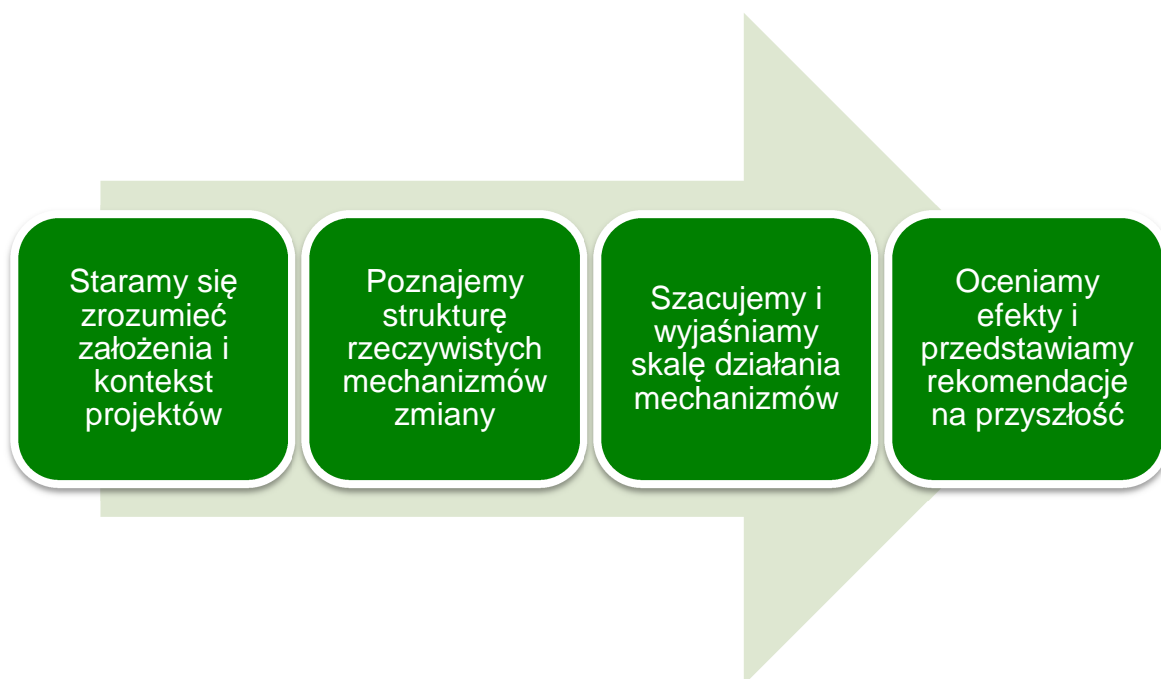 Staramy się
zrozumieć
założenia i
kontekst
projektów
Poznajemy
strukturę
rzeczywistych
mechanizmów
zmiany
Szacujemy i
wyjaśniamy
skalę działania
mechanizmów
Oceniamy
efekty i
przedstawiamy
rekomendacje
na przyszłość